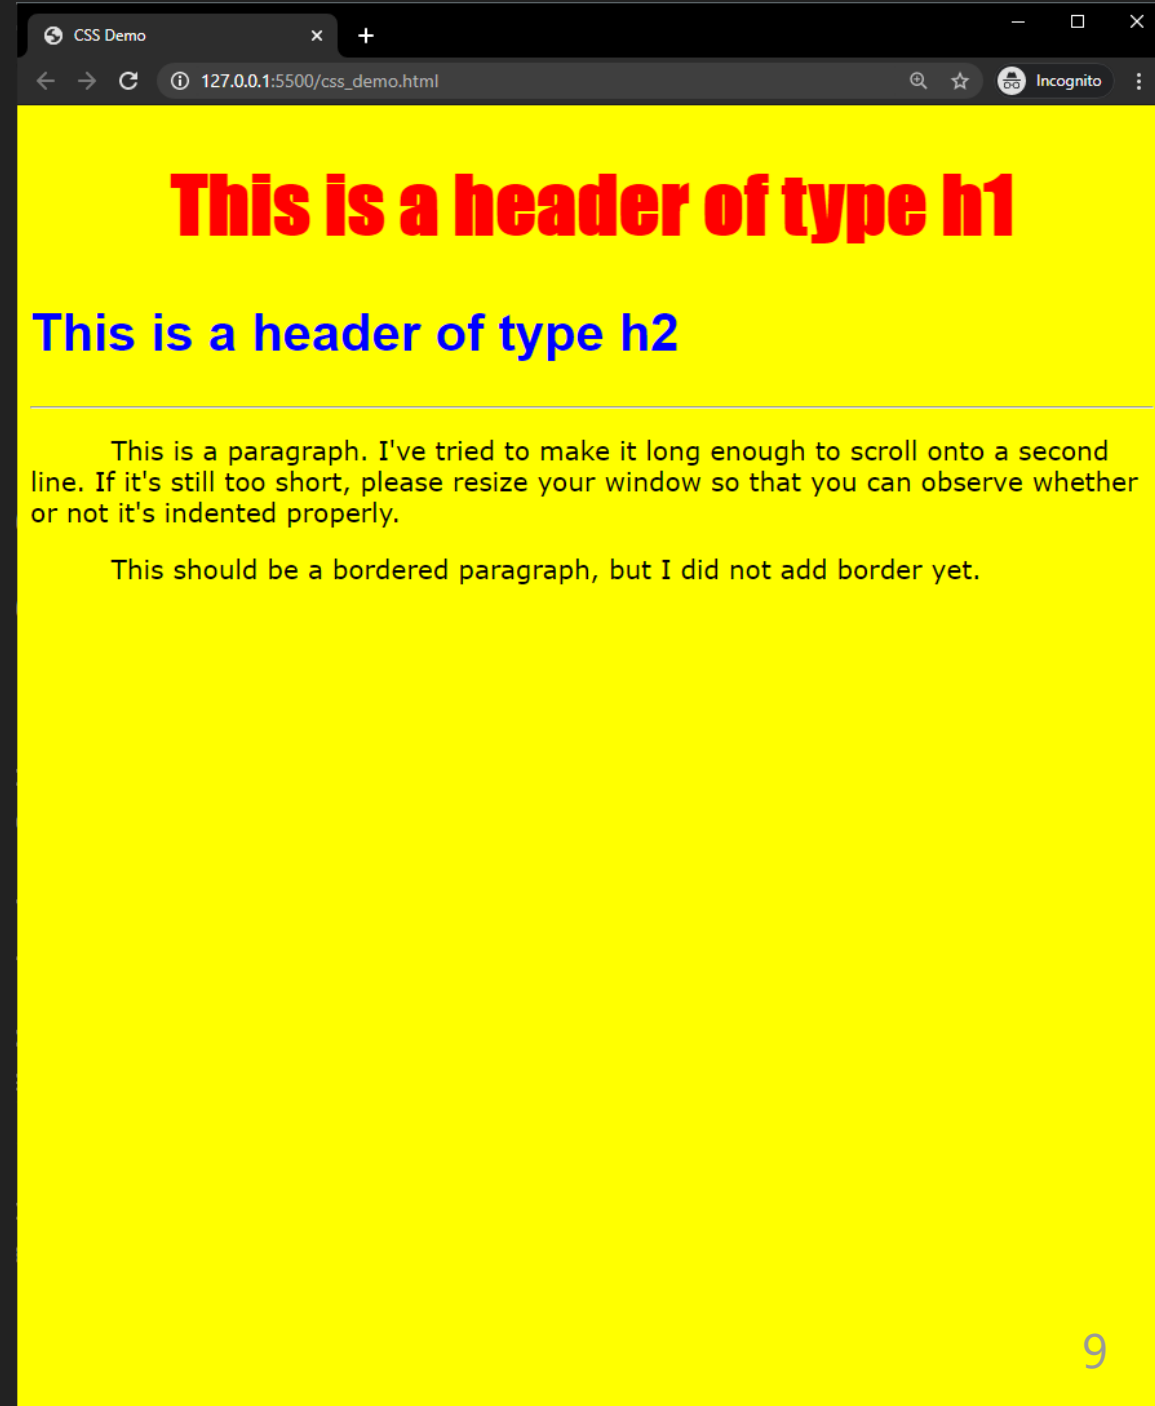 CSS Demo
127.0.0.1:5500/css_demo.html
Incognito
This is a header of type h1
This is a header of type h2
This is a paragraph. I've tried to make it long enough to scroll onto a second
line. If it's still too short, please resize your window so that you can observe whether
or not it's indented properly.
This should be a bordered paragraph, but I did not add border yet.
9